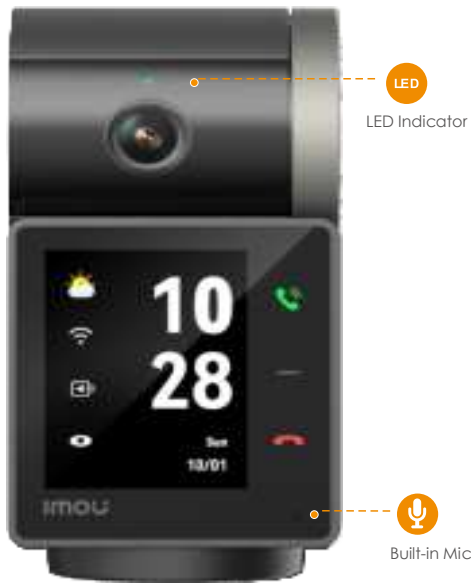 LED
LED Indicator
10
28
Sun
10/01
imou
Built-in Mic